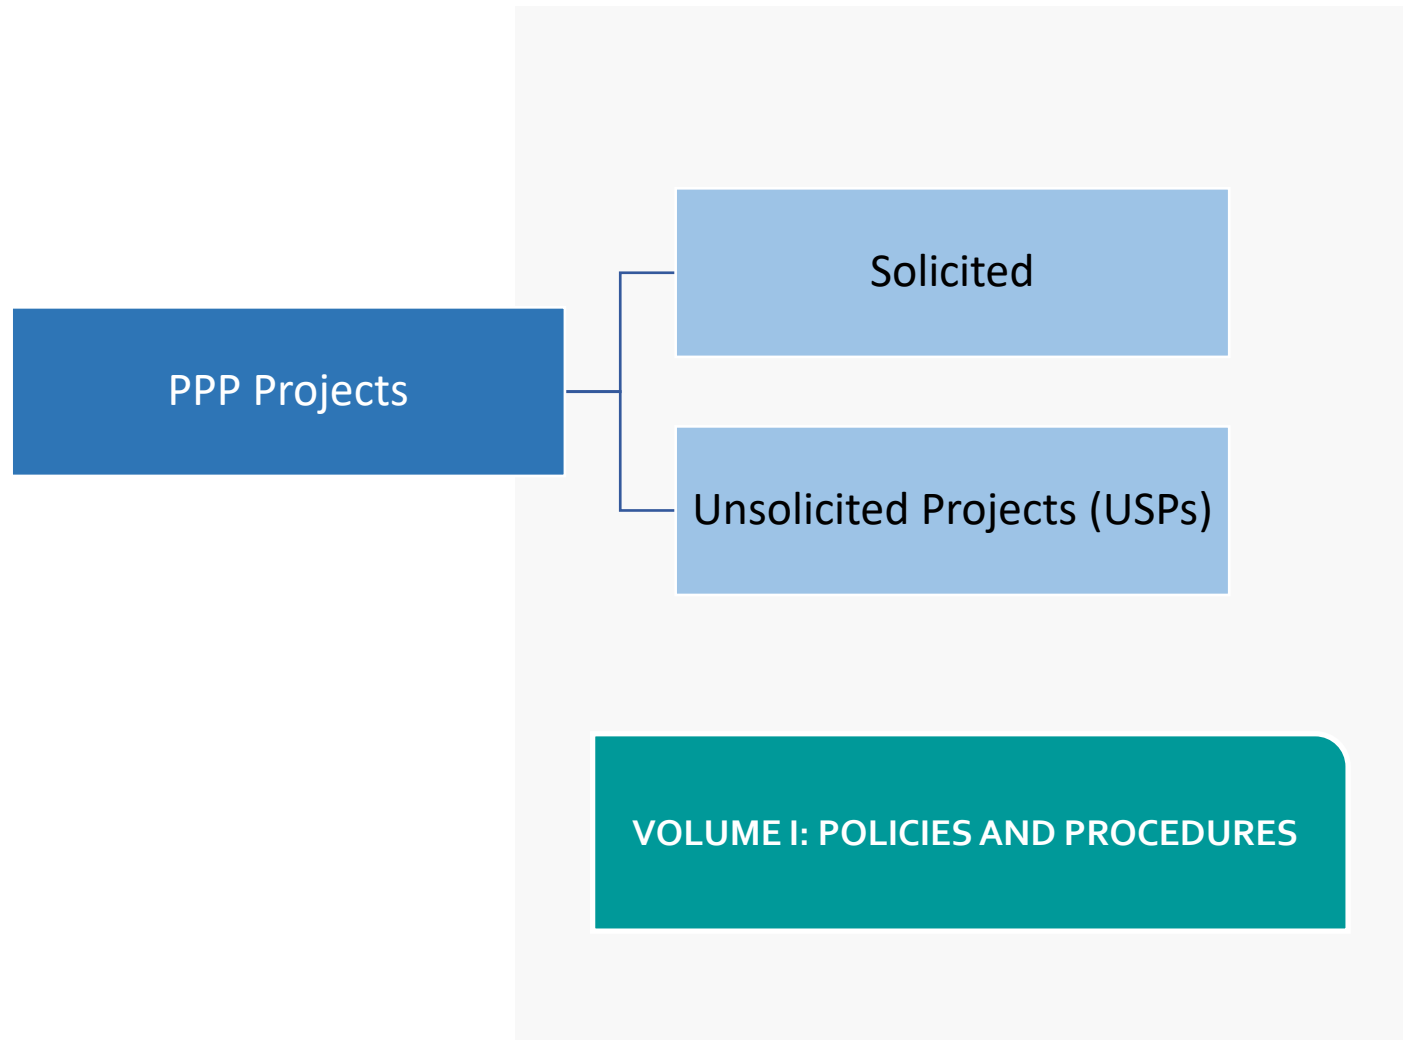 Solicited
PPP Projects
Unsolicited Projects (USPs)
VOLUME I: POLICIES AND PROCEDURES